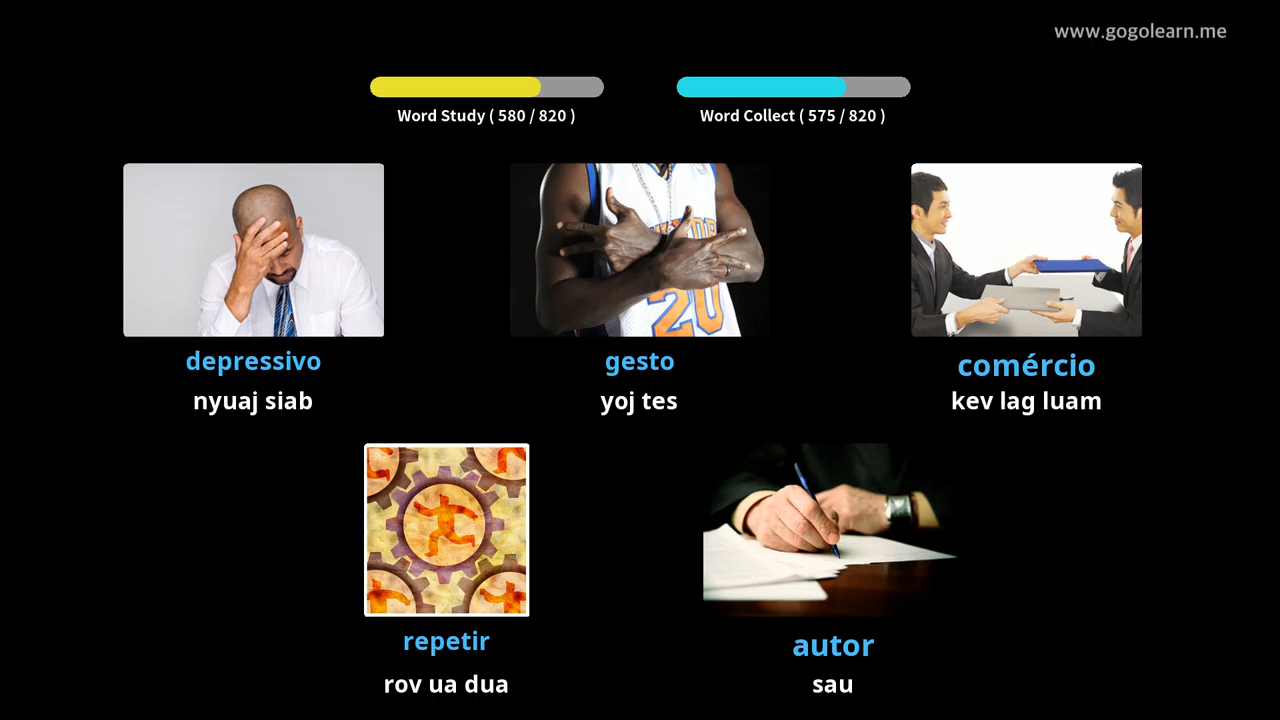 www.gogolearn.me
Word Study ( 580 / 820 )
Word Collect ( 575 / 820 )
20
depressivo
gesto
comércio
nyuaj siab
yoj tes
kev lag luam
repetir
autor
rov ua dua
sau